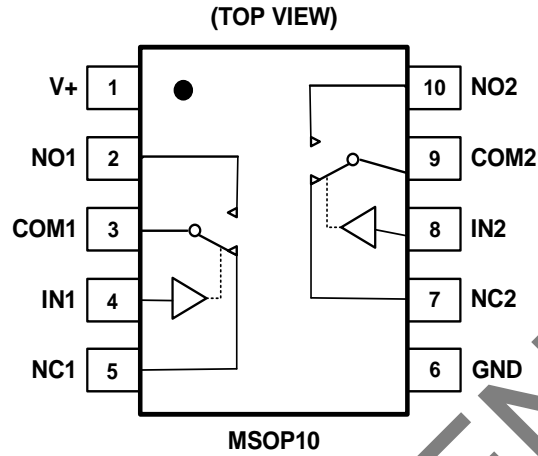 (TOP VIEW)
V+ 1
NO1 2
COM1 3
IN1 4
NC1 5
10 NO2
9 COM2
8 IN2
7 NC2
6 GND
MSOP10